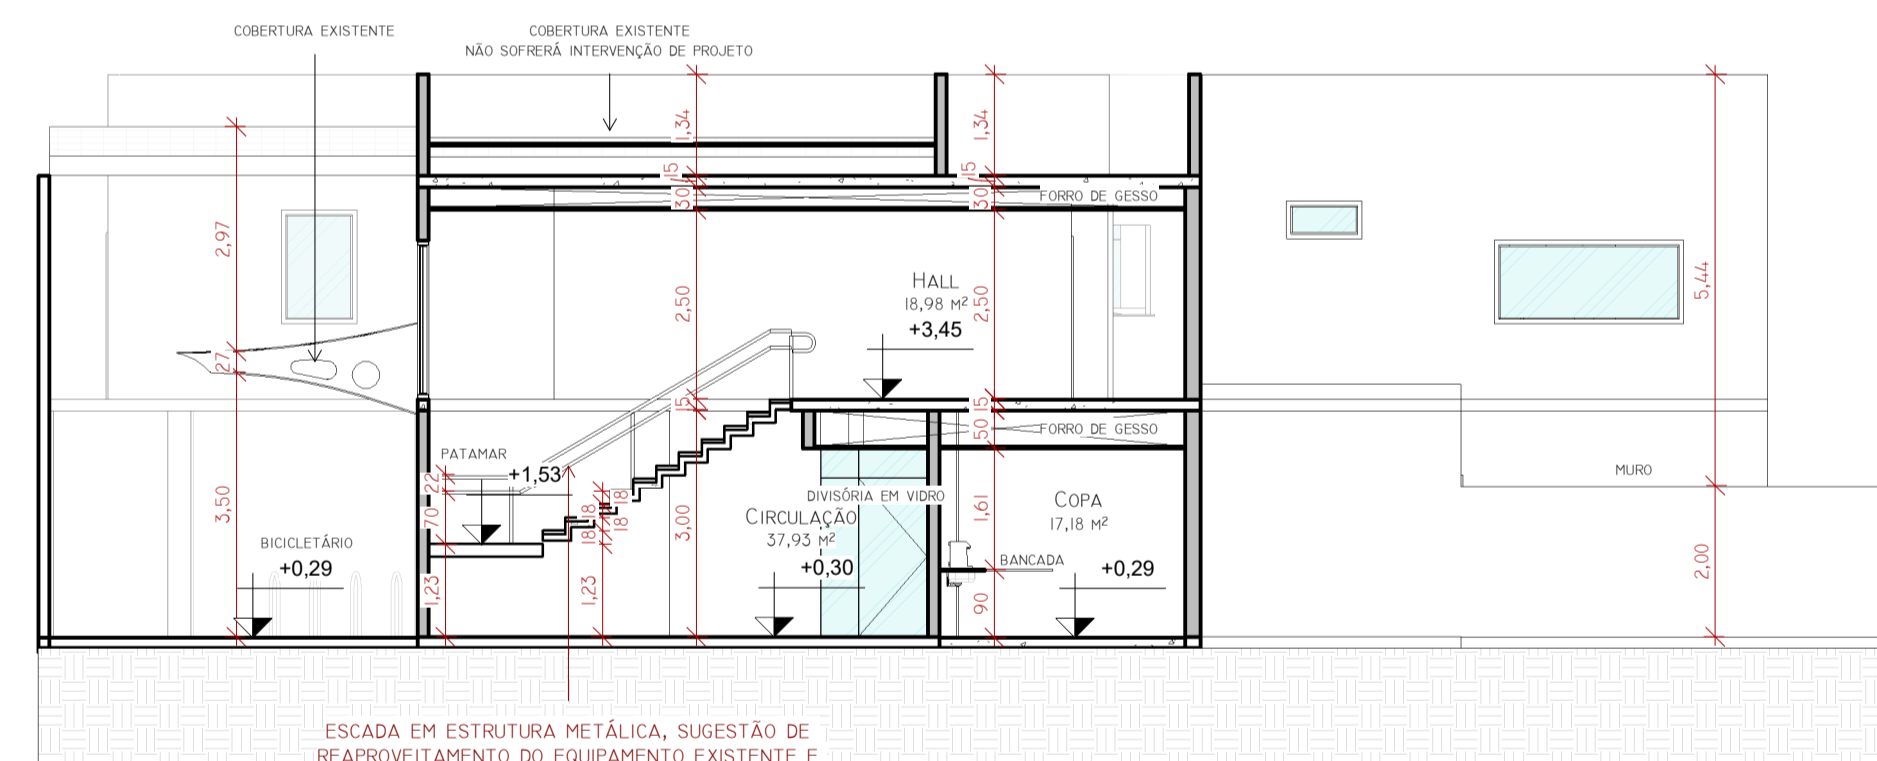 COBERTURA EXISTENTE
COBERTURA EXISTENTE
NÃO SOFRERÁ INTERVENÇÃO DE PROJETO
1,34
1,34
15
15
30
30
FORRO DE GESSO
2,97
27
3,50
2,50
HALL
18,98 M²
+3,45
2,50
5,44
15
15
50
FORRO DE GESSO
PATAMAR
+1,53
22
70
1,23
18
18
18
18
1,23
3,00
DIVISÓRIA EM VIDRO
CIRCULAÇÃO
37,93 M²
+0,30
1,61
COPA
17,18 M²
BANCADA
+0,29
90
MURO
2,00
BICICLETÁRIO
+0,29
ESCADA EM ESTRUTURA METÁLICA, SUGESTÃO DE
REAPROVEITAMENTO DO EQUIPAMENTO EXISTENTE E